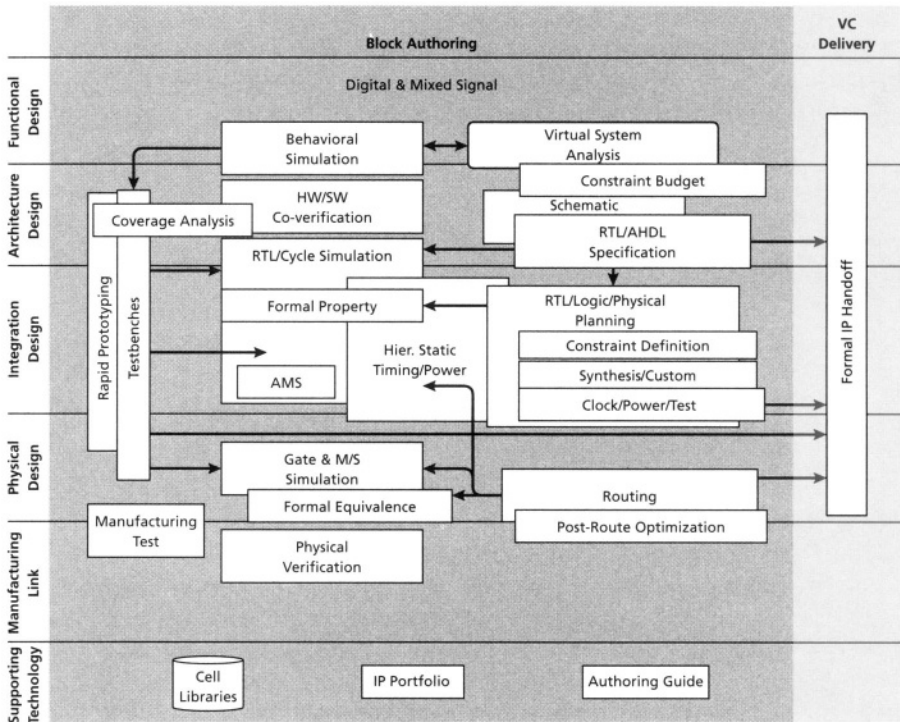 Block Authoring
VC
Delivery
Digital & Mixed Signal
Functional
Design
Behavioral
Simulation
Virtual System
Analysis
Architecture
Design
Constraint Budget
HW/SW
Co-verification
Schematic
Coverage Analysis
RTL/AHDL
Specification
RTL/Cycle Simulation
Rapid Prototyping
Testbenches
Formal IP Handoff
Integration
Design
Formal Property
RTL/Logic/Physical
Planning
Hier. Static
Timing/Power
Constraint Definition
AMS
Synthesis/Custom
Clock/Power/Test
Physical
Design
Gate & M/S
Simulation
Formal Equivalence
Routing
Post-Route Optimization
Manufacturing
Test
Manufacturing
Link
Physical
Verification
Supporting
Technology
Cell
Libraries
IP Portfolio
Authoring Guide